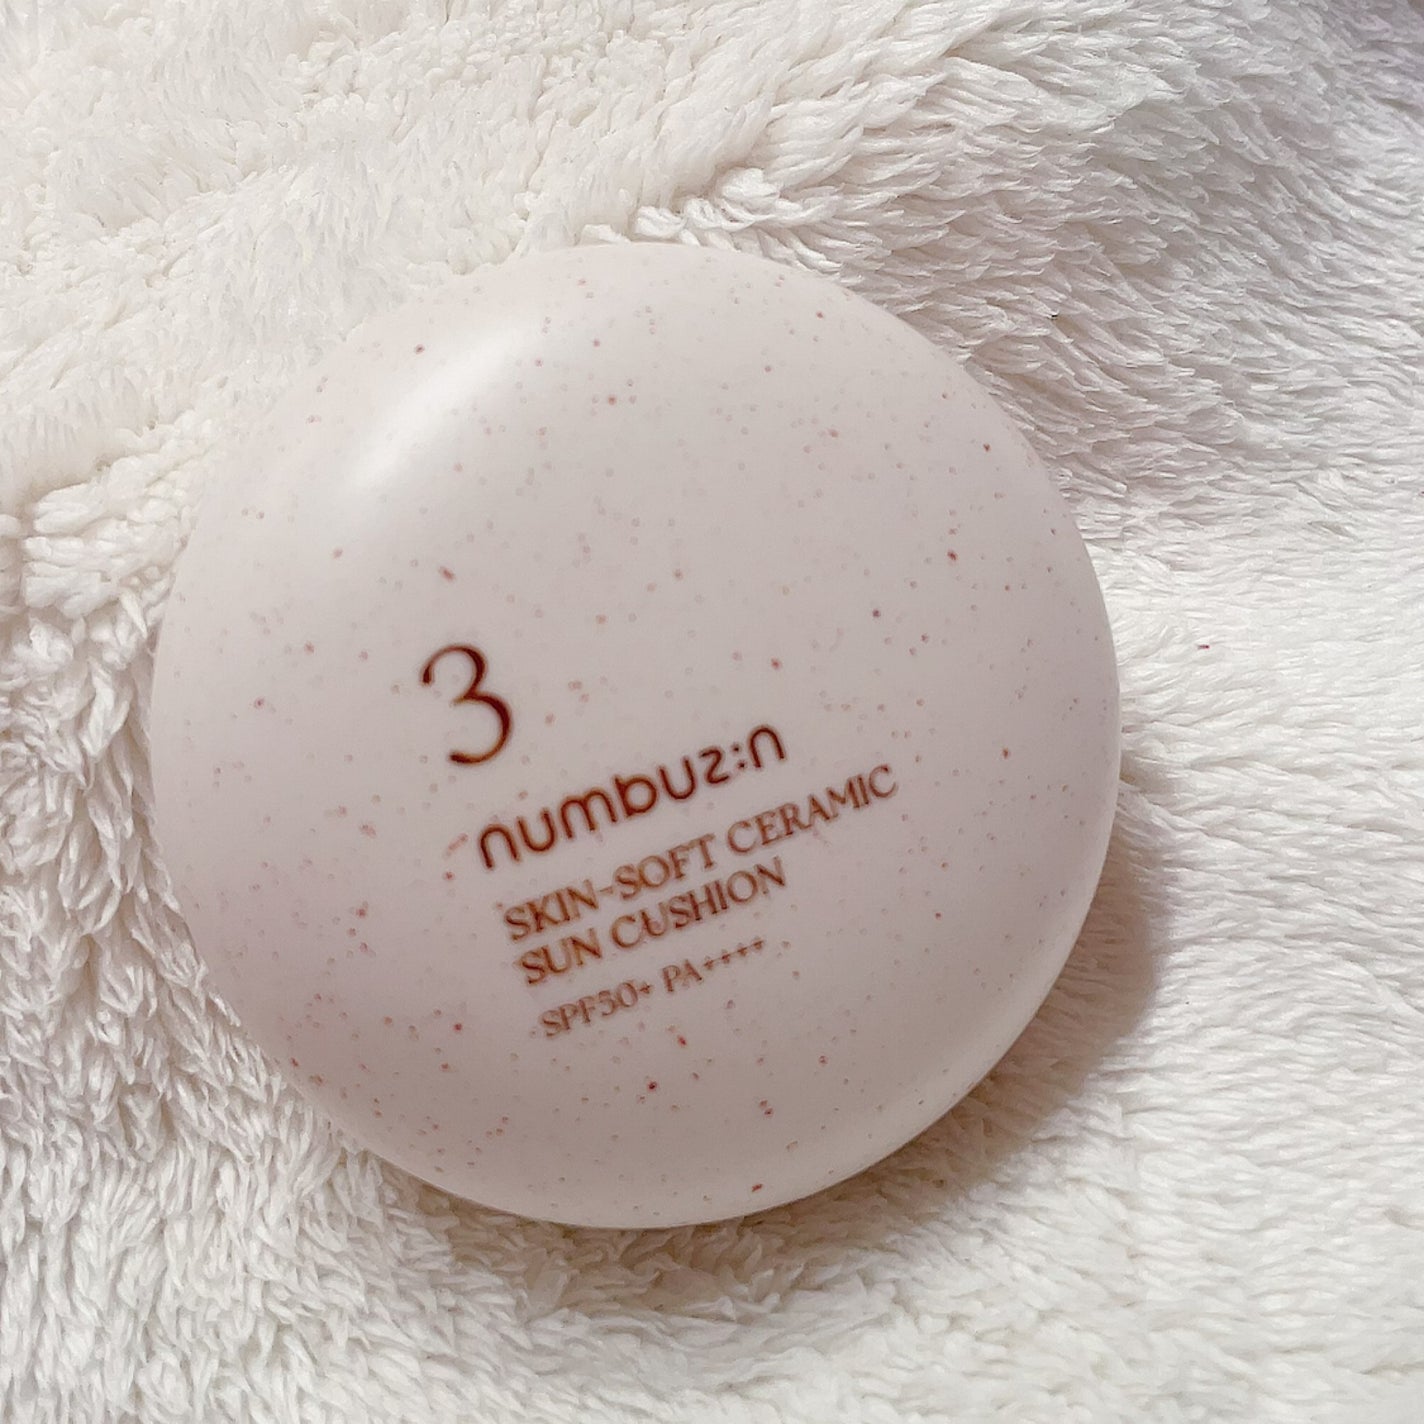 3
numbuz:n
SKIN-SOFT CERAMIC
SUN CUSHION
SPF50+ PA++++